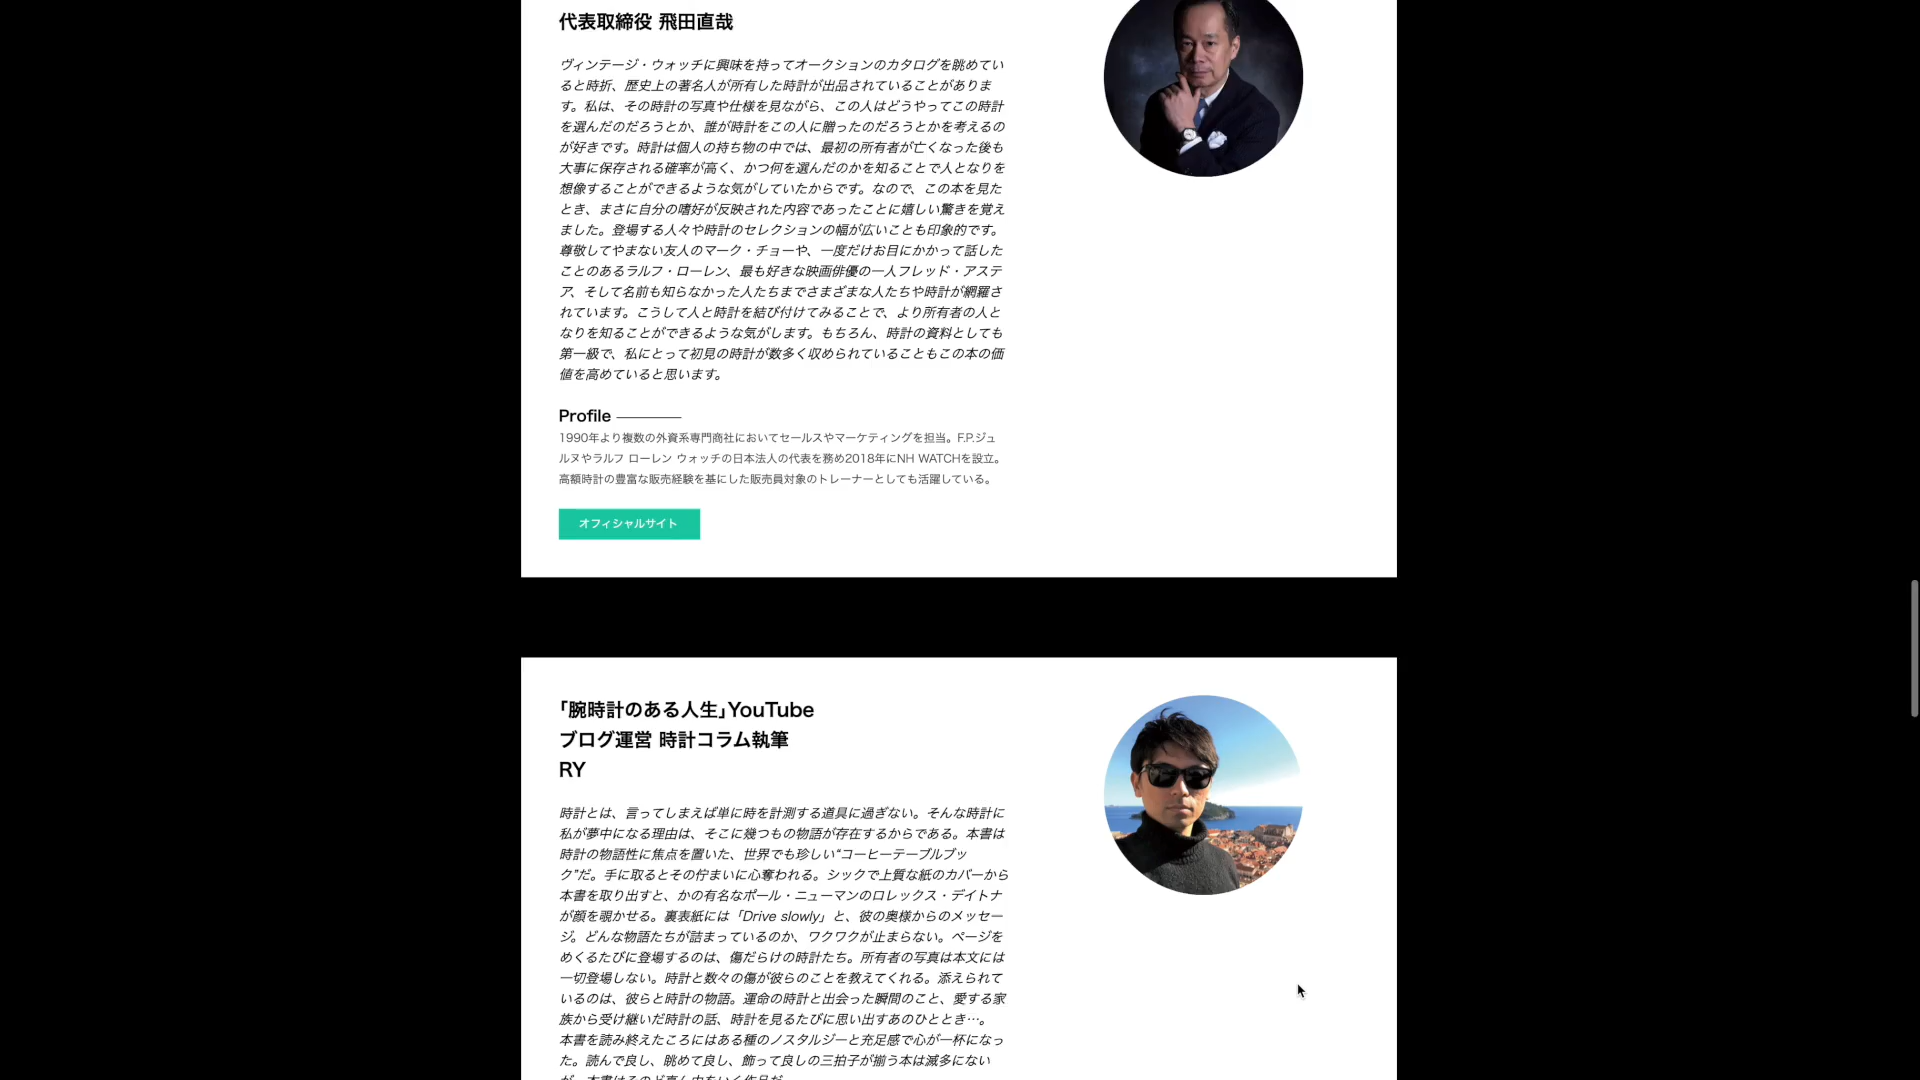 代表取締役 飛田直哉
ヴィンテージ・ウォッチに興味を持ってオークションのカタログを眺めてい
ると時折、歴史上の著名人が所有した時計が出品されていることがありま
す。私は、その時計の写真や仕様を見ながら、この人はどうやってこの時計
を選んだのだろうとか、誰が時計をこの人に贈ったのだろうとかを考えるの
が好きです。時計は個人の持ち物の中では、最初の所有者が亡くなった後も
大事に保存される確率が高く、かつ何を選んだのかを知ることで人となりを
想像することができるような気がしていたからです。なので、この本を見た
とき、まさに自分の嗜好が反映された内容であったことに嬉しい驚きを覚え
ました。登場する人々や時計のセレクションの幅が広いことも印象的です。
尊敬してやまない友人のマーク・チョーや、一度だけお目にかかって話した
ことのあるラルフ・ローレン、最も好きな映画俳優の一人フレッド・アステ
ア、そして名前も知らなかった人たちまでさまざまな人たちや時計が網羅さ
れています。こうして人と時計を結び付けてみることで、より所有者の人と
なりを知ることができるような気がします。もちろん、時計の資料としても
第一級で、私にとって初見の時計が数多く収められていることもこの本の価
値を高めていると思います。
Profile
1990年より複数の外資系専門商社においてセールスやマーケティングを担当。F.P.ジュ
ルヌやラルフ ローレン ウォッチの日本法人の代表を務め2018年にNH WATCHを設立。
高額時計の豊富な販売経験を基にした販売員対象のトレーナーとしても活躍している。
オフィシャルサイト
「腕時計のある人生」YouTube
ブログ運営 時計コラム執筆
RY
時計とは、言ってしまえば単に時を計測する道具に過ぎない。そんな時計に
私が夢中になる理由は、そこに幾つもの物語が存在するからである。本書は
時計の物語性に焦点を置いた、世界でも珍しい“コーヒーテーブルブッ
ク”だ。手に取るとその佇まいに心奪われる。シックで上質な紙のカバーから
本書を取り出すと、かの有名なポール・ニューマンのロレックス・デイトナ
が顔を覗かせる。裏表紙には「Drive slowly」と、彼の奥様からのメッセー
ジ。どんな物語たちが詰まっているのか、ワクワクが止まらない。ページを
めくるたびに登場するのは、傷だらけの時計たち。所有者の写真は本文には
一切登場しない。時計と数々の傷が彼らのことを教えてくれる。添えられて
いるのは、彼らと時計の物語。運命の時計と出会った瞬間のこと、愛する家
族から受け継いだ時計の話、時計を見るたびに思い出すあのひととき…。
本書を読み終えたころにはある種のノスタルジーと充足感で心が一杯になっ
た。読んで良し、眺めて良し、飾って良しの三拍子が揃う本は滅多にない